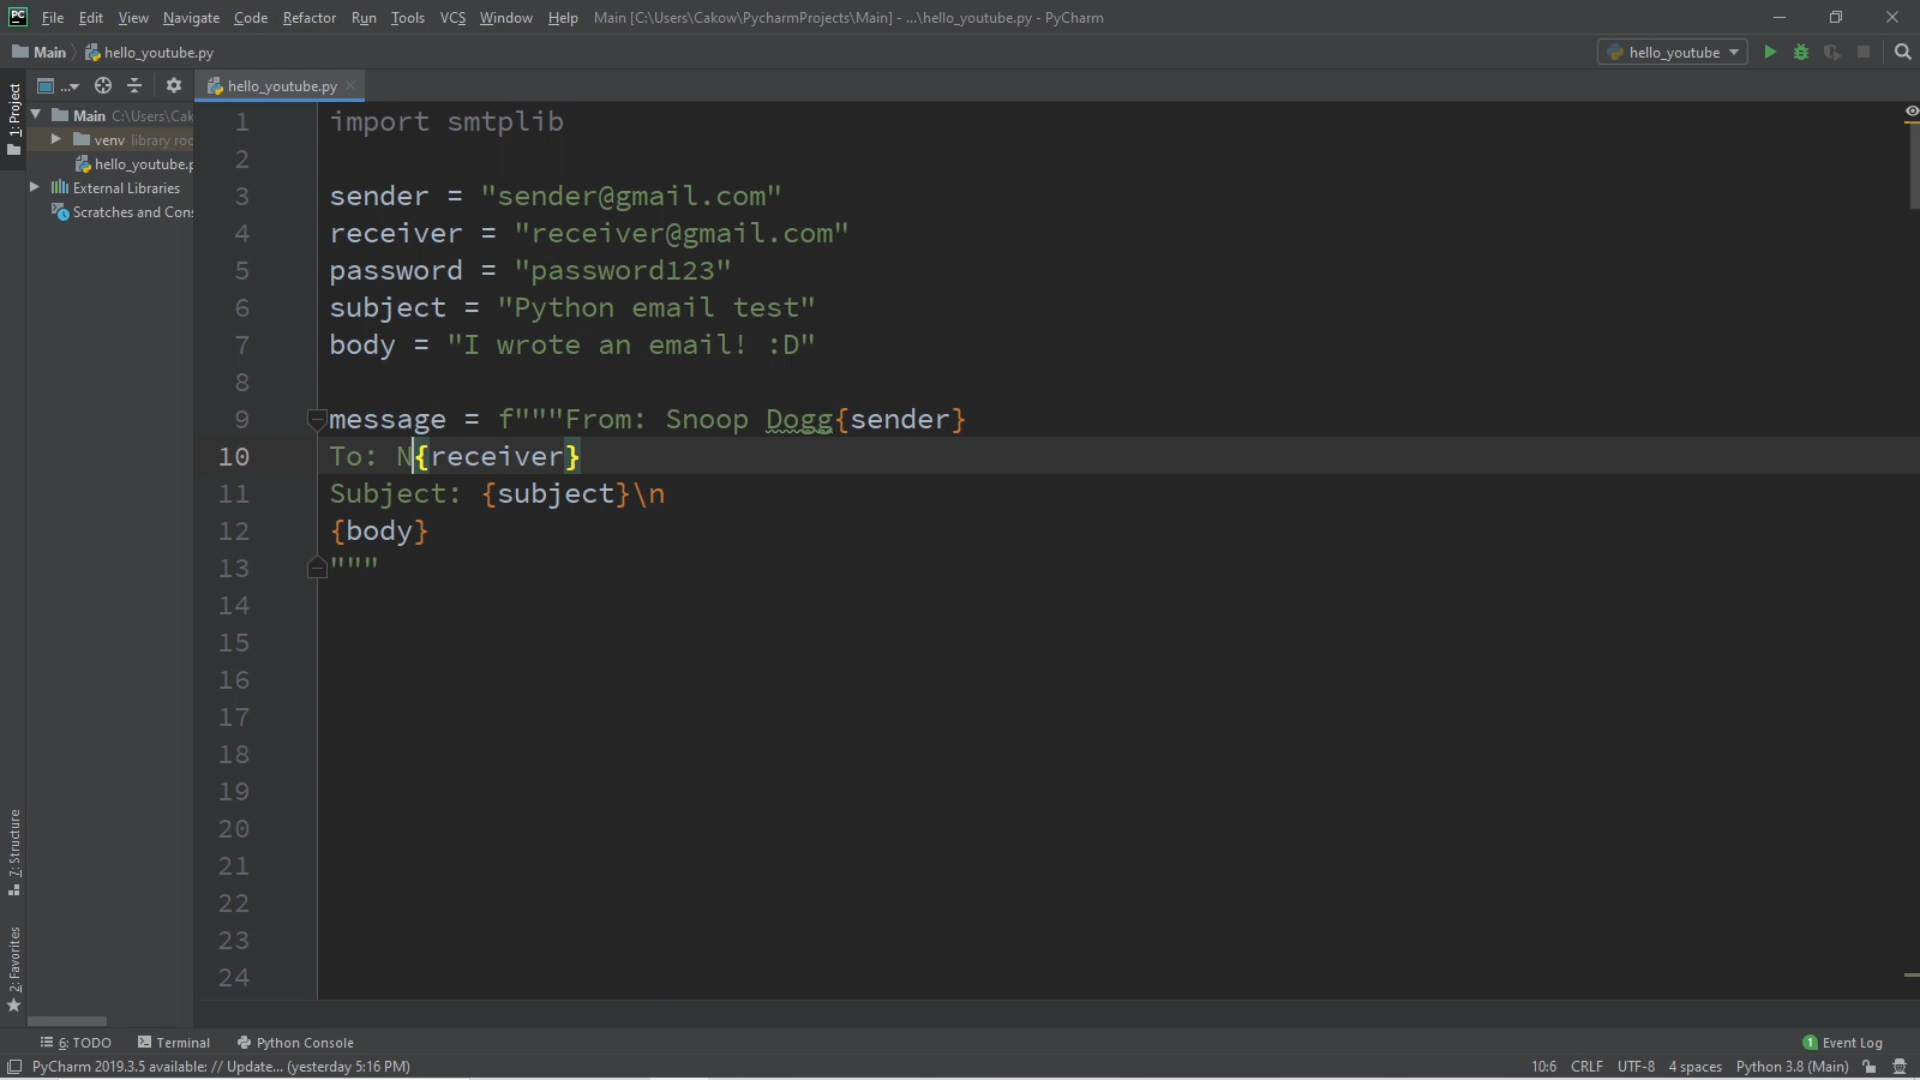 PC File Edit View Navigate Code Refactor Run Tools VCS Window Help Main [C:\Users\Cakow\PycharmProjects\Main] - ...\hello_youtube.py - PyCharm
Main hello_youtube.py hello_youtube
1: Project
... hello_youtube.py
Main C:\Users\Cak
venv library roo
hello_youtube.p
External Libraries
Scratches and Cons
1 import smtplib
2
3 sender = "sender@gmail.com"
4 receiver = "receiver@gmail.com"
5 password = "password123"
6 subject = "Python email test"
7 body = "I wrote an email! :D"
8
9 message = f"""From: Snoop Dogg{sender}
10 To: N{receiver}
11 Subject: {subject}\n
12 {body}
13 """
14
15
16
17
18
19
20
21
22
23
24
7: Structure
2: Favorites
6: TODO Terminal Python Console 1 Event Log
PyCharm 2019.3.5 available: // Update... (yesterday 5:16 PM) 10:6 CRLF UTF-8 4 spaces Python 3.8 (Main)